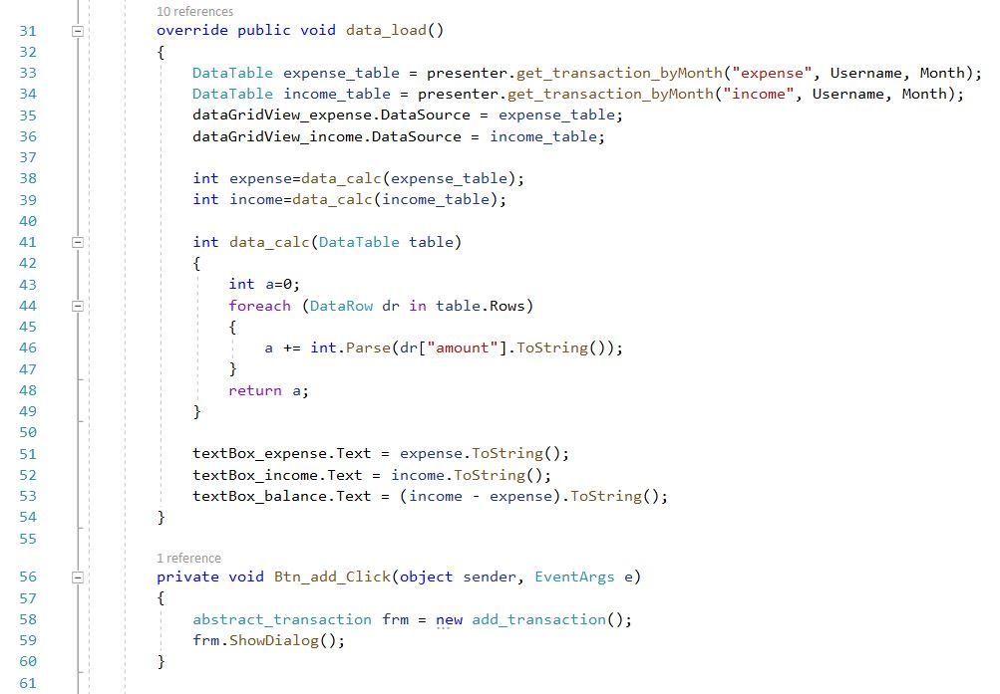 10 references
31 override public void data_load()
32 {
33 DataTable expense_table = presenter.get_transaction_byMonth("expense", Username, Month);
34 DataTable income_table = presenter.get_transaction_byMonth("income", Username, Month);
35 dataGridView_expense.DataSource = expense_table;
36 dataGridView_income.DataSource = income_table;
37
38 int expense=data_calc(expense_table);
39 int income=data_calc(income_table);
40
41 int data_calc(DataTable table)
42 {
43 int a=0;
44 foreach (DataRow dr in table.Rows)
45 {
46 a += int.Parse(dr["amount"].ToString());
47 }
48 return a;
49 }
50
51 textBox_expense.Text = expense.ToString();
52 textBox_income.Text = income.ToString();
53 textBox_balance.Text = (income - expense).ToString();
54 }
55
1 reference
56 private void Btn_add_Click(object sender, EventArgs e)
57 {
58 abstract_transaction frm = new add_transaction();
59 frm.ShowDialog();
60 }
61